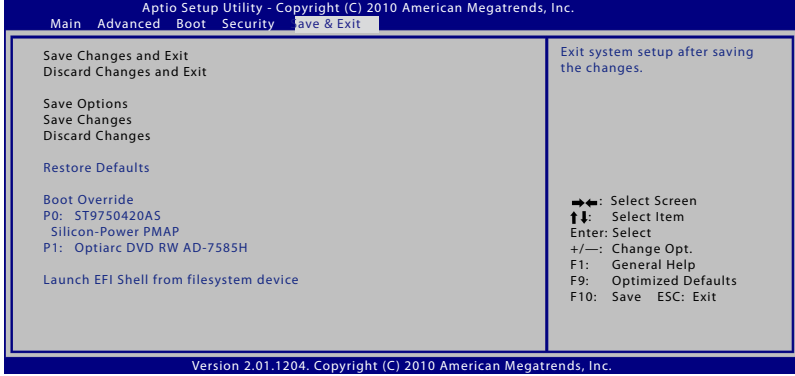 Aptio Setup Utility - Copyright (C) 2010 American Megatrends, Inc.
Main Advanced Boot Security Save & Exit
Save Changes and Exit
Discard Changes and Exit
Save Options
Save Changes
Discard Changes
Restore Defaults
Boot Override
P0: ST9750420AS
Silicon-Power PMAP
P1: Optiarc DVD RW AD-7585H
Launch EFI Shell from filesystem device
Exit system setup after saving
the changes.
➡⬅: Select Screen
⬆⬇: Select Item
Enter: Select
+/—: Change Opt.
F1: General Help
F9: Optimized Defaults
F10: Save ESC: Exit
Version 2.01.1204. Copyright (C) 2010 American Megatrends, Inc.